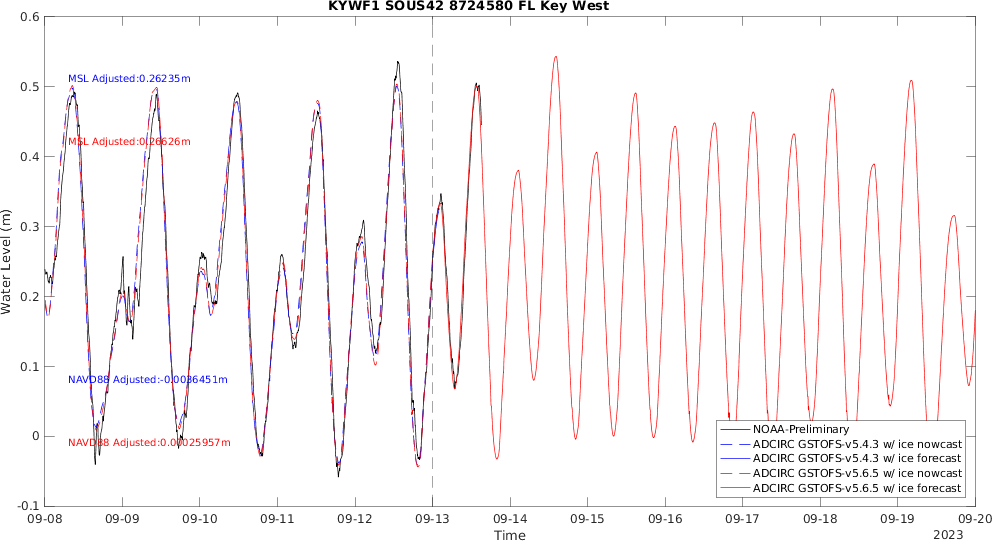 KYWF1 SOUS42 8724580 FL Key West
0.6
0.5
0.4
0.3
0.2
0.1
0
-0.1
Water Level (m)
MSL Adjusted:0.26235m
MSL Adjusted:0.26626m
NAVD88 Adjusted:-0.0036451m
NAVD88 Adjusted:0.00025957m
NOAA-Preliminary
ADCIRC GSTOFS-v5.4.3 w/ ice nowcast
ADCIRC GSTOFS-v5.4.3 w/ ice forecast
ADCIRC GSTOFS-v5.6.5 w/ ice nowcast
ADCIRC GSTOFS-v5.6.5 w/ ice forecast
09-08 09-09 09-10 09-11 09-12 09-13 09-14 09-15 09-16 09-17 09-18 09-19 09-20
Time
2023